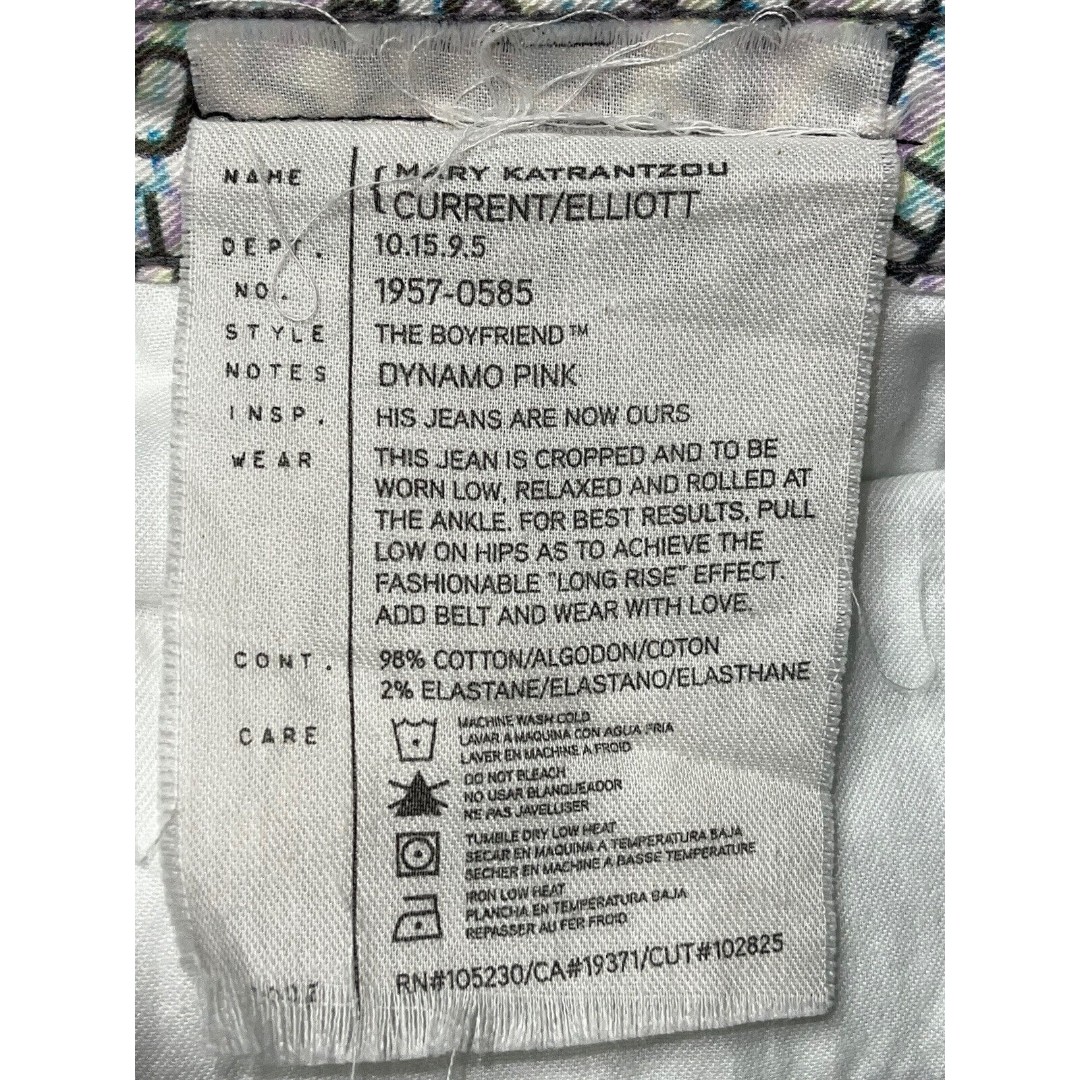 NAME MARY KATRANTZOU
CURRENT/ELLIOTT
DEPT. 10.15.9.5
NO. 1957-0585
STYLE THE BOYFRIEND™
NOTES DYNAMO PINK
INSP. HIS JEANS ARE NOW OURS
WEAR THIS JEAN IS CROPPED AND TO BE
WORN LOW, RELAXED AND ROLLED AT
THE ANKLE. FOR BEST RESULTS, PULL
LOW ON HIPS AS TO ACHIEVE THE
FASHIONABLE "LONG RISE" EFFECT.
ADD BELT AND WEAR WITH LOVE.
CONT. 98% COTTON/ALGODON/COTON
2% ELASTANE/ELASTANO/ELASTHANE
CARE MACHINE WASH COLD
LAVAR A MAQUINA CON AGUA FRIA
LAVER EN MACHINE A FROID
DO NOT BLEACH
NO USAR BLANQUEADOR
NE PAS JAVELLISER
TUMBLE DRY LOW HEAT
SECAR EN MAQUINA A TEMPERATURA BAJA
SECHER EN MACHINE A BASSE TEMPERATURE
IRON LOW HEAT
PLANCHA EN TEMPERATURA BAJA
REPASSER AU FER FROID
RN#105230/CA#19371/CUT#102825